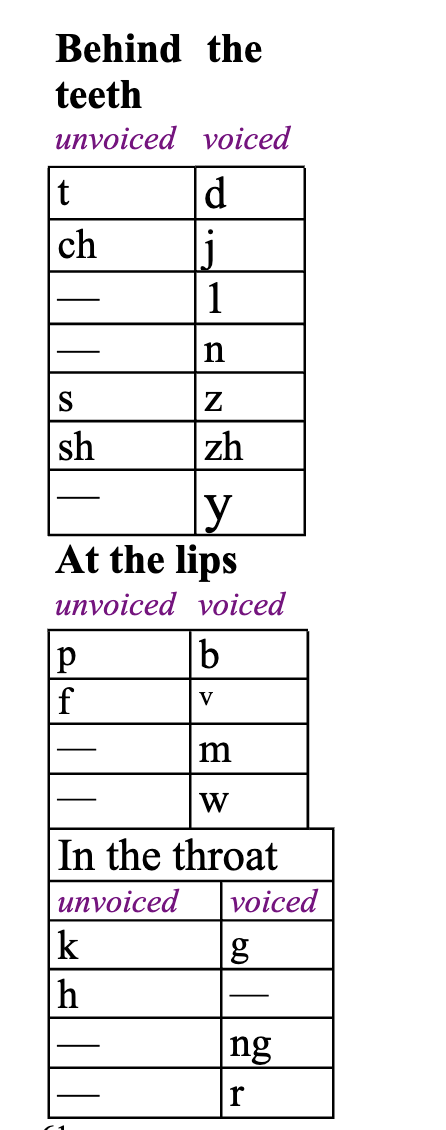 Behind the
teeth
unvoiced voiced
t d
ch j
— l
— n
s z
sh zh
— y
At the lips
unvoiced voiced
p b
f v
— m
— w
In the throat
unvoiced voiced
k g
h —
— ng
— r